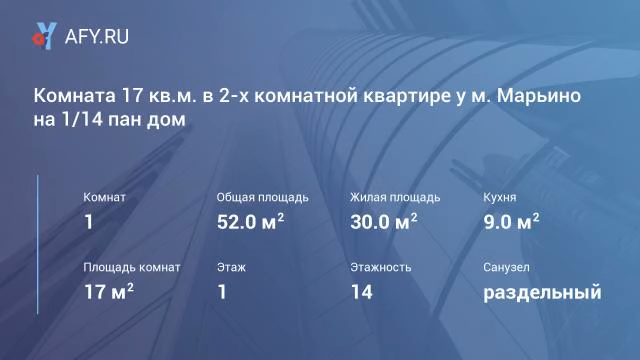 AFY.RU
Комната 17 кв.м. в 2-х комнатной квартире у м. Марьино
на 1/14 пан дом
Комнат Общая площадь Жилая площадь Кухня
1 52.0 м² 30.0 м² 9.0 м²
Площадь комнат Этаж Этажность Санузел
17 м² 1 14 раздельный